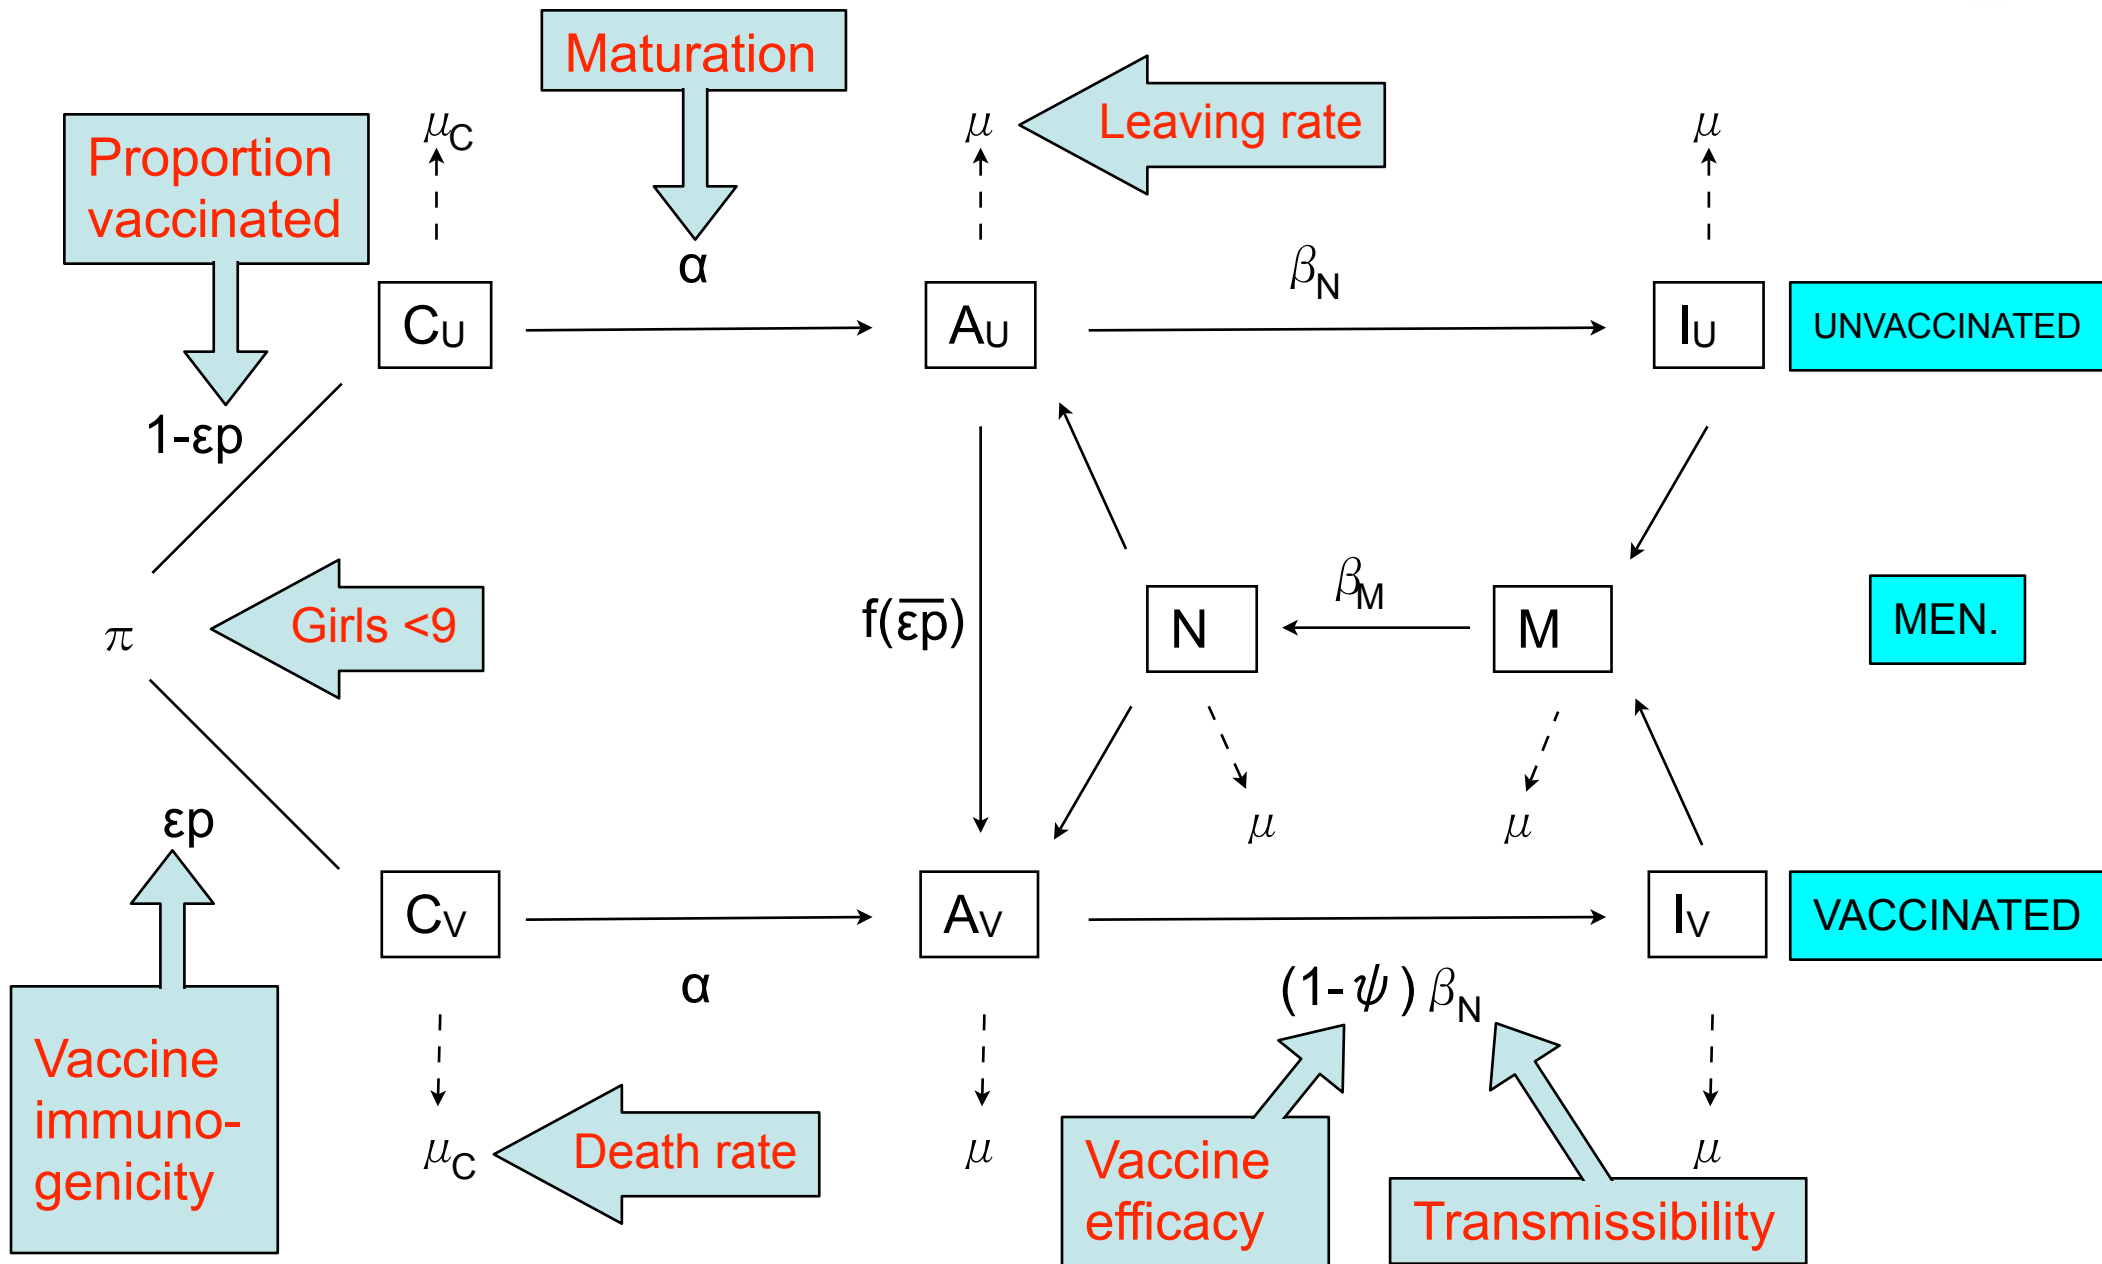 Maturation
μC
μ
Leaving rate
μ
Proportion
vaccinated
α
βN
CU
AU
IU
UNVACCINATED
1-εp
π
Girls <9
f(ε̅p̅)
N
βM
M
MEN.
εp
μ
μ
CV
AV
IV
VACCINATED
α
(1-ψ) βN
Vaccine
immuno-
genicity
μC
Death rate
μ
Vaccine
efficacy
μ
Transmissibility